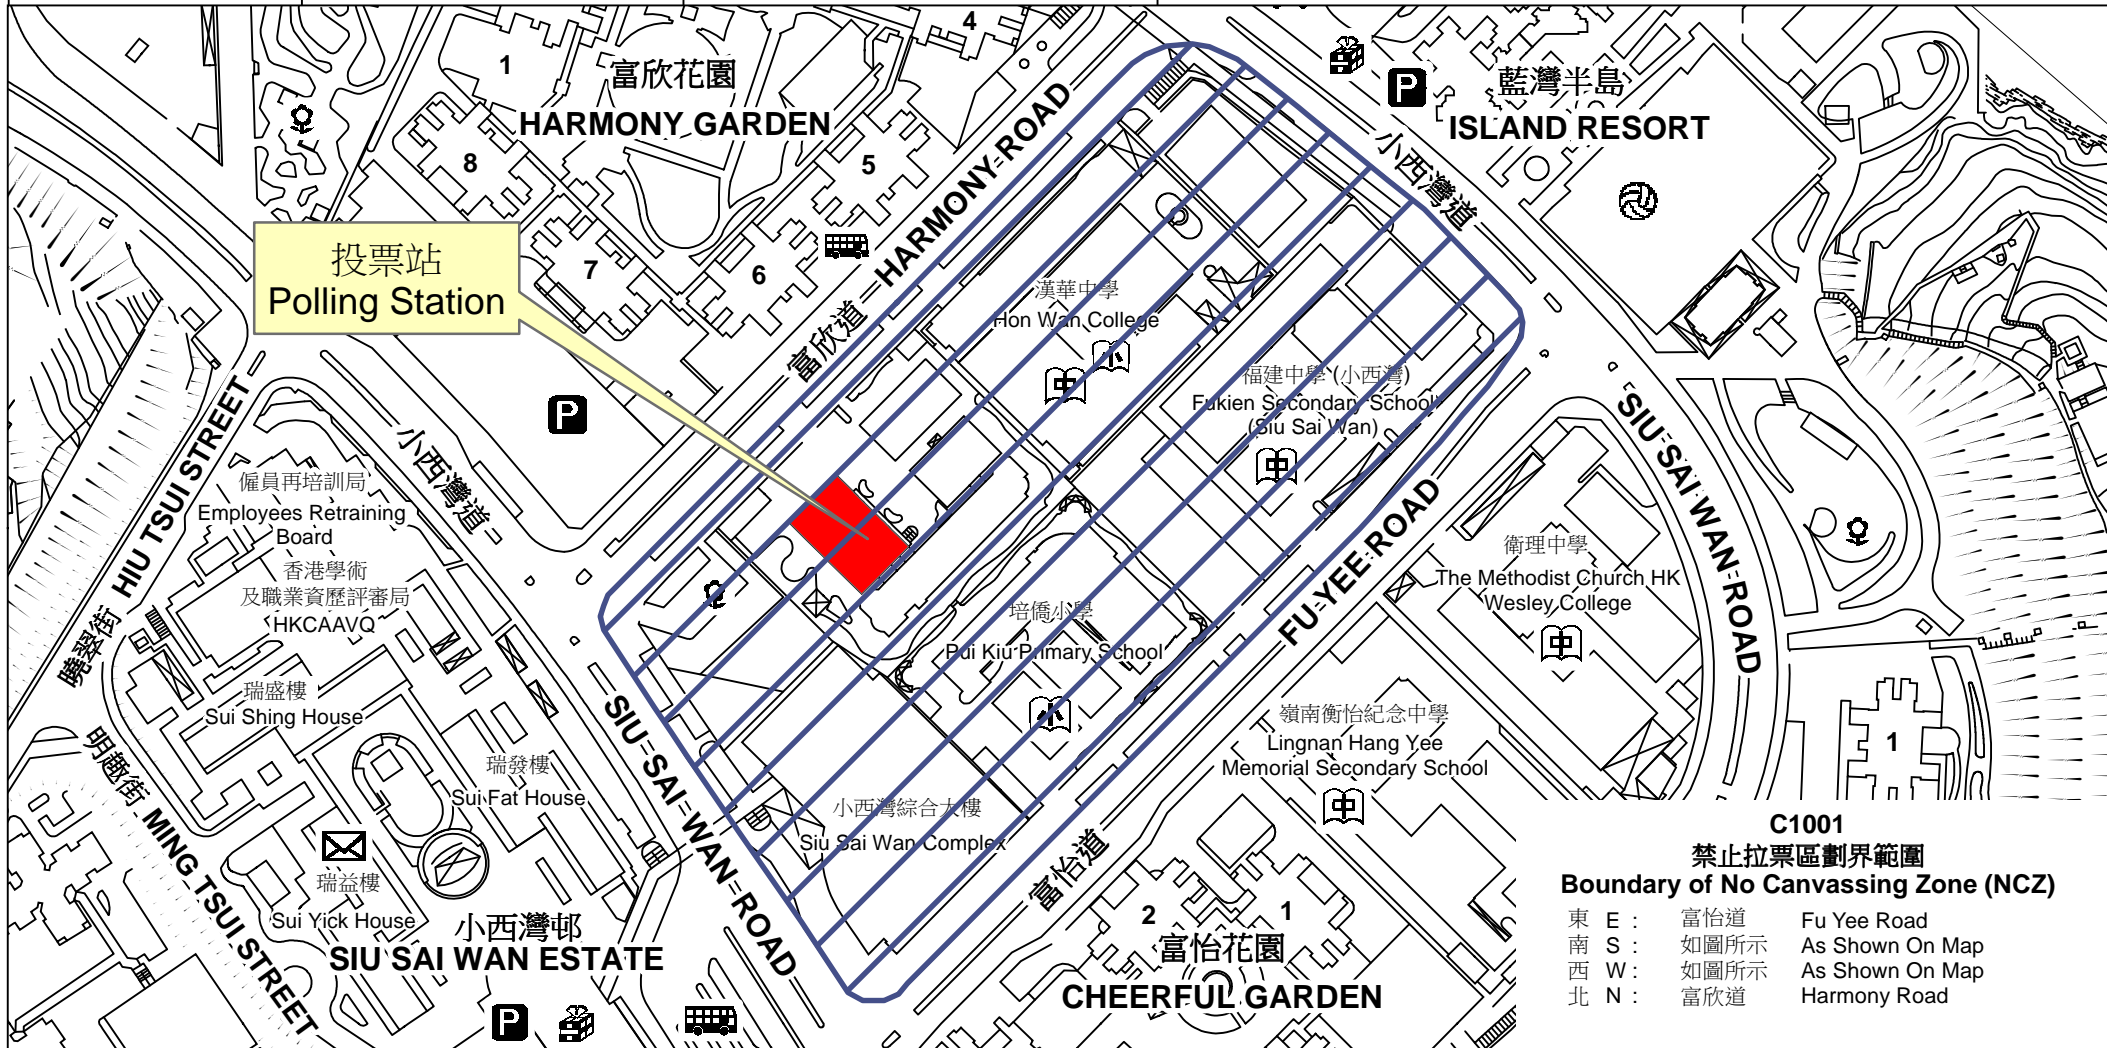 4
1
富欣花園
HARMONY GARDEN
8
5
7
6
投票站
Polling Station
富欣道
HARMONY ROAD
P
藍灣半島
ISLAND RESORT
小西灣道
漢華中學
Hon Wah College
小
中
福建中學 (小西灣)
Fukien Secondary School
(Siu Sai Wan)
中
P
小西灣道
曉翠街
HIU TSUI STREET
僱員再培訓局
Employees Retraining
Board
香港學術
及職業資歷評審局
HKCAAVQ
SIU SAI WAN ROAD
FU YEE ROAD
衛理中學
The Methodist Church HK
Wesley College
中
培僑小學
Pui Kiu Primary School
小
瑞盛樓
Sui Shing House
明趣街
MING TSUI STREET
瑞發樓
Sui Fat House
瑞益樓
Sui Yick House
SIU SAI WAN ROAD
小西灣綜合大樓
Siu Sai Wan Complex
嶺南衡怡紀念中學
Lingnan Hang Yee
Memorial Secondary School
中
1
富怡道
小西灣邨
SIU SAI WAN ESTATE
P
2
1
富怡花園
CHEERFUL GARDEN
C1001
禁止拉票區劃界範圍
Boundary of No Canvassing Zone (NCZ)
東 E : 富怡道 Fu Yee Road
南 S : 如圖所示 As Shown On Map
西 W : 如圖所示 As Shown On Map
北 N : 富欣道 Harmony Road